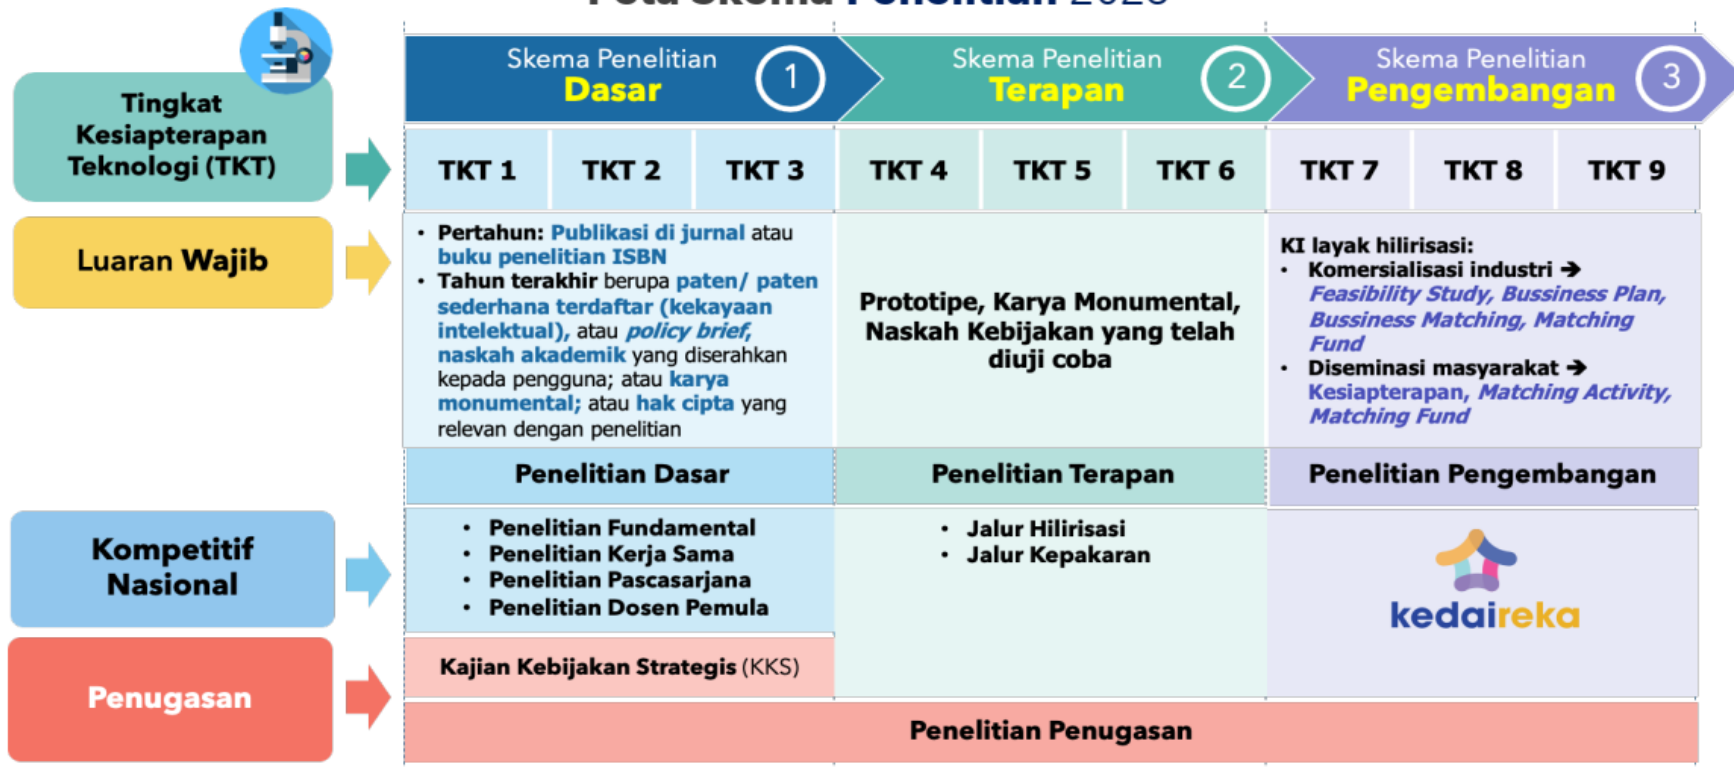 Peta Skema Penelitian 2023
Skema Penelitian
Dasar
1
Skema Penelitian
Terapan
2
Skema Penelitian
Pengembangan
3
Tingkat
Kesiapterapan
Teknologi (TKT)
TKT 1
TKT 2
TKT 3
TKT 4
TKT 5
TKT 6
TKT 7
TKT 8
TKT 9
Luaran Wajib
• Pertahun: Publikasi di jurnal atau
buku penelitian ISBN
• Tahun terakhir berupa paten/ paten
sederhana terdaftar (kekayaan
intelektual), atau policy brief,
naskah akademik yang diserahkan
kepada pengguna; atau karya
monumental; atau hak cipta yang
relevan dengan penelitian
Prototipe, Karya Monumental,
Naskah Kebijakan yang telah
diuji coba
KI layak hilirisasi:
• Komersialisasi industri ➔
Feasibility Study, Bussiness Plan,
Bussiness Matching, Matching
Fund
• Diseminasi masyarakat ➔
Kesiapterapan, Matching Activity,
Matching Fund
Penelitian Dasar
Penelitian Terapan
Penelitian Pengembangan
Kompetitif
Nasional
• Penelitian Fundamental
• Penelitian Kerja Sama
• Penelitian Pascasarjana
• Penelitian Dosen Pemula
• Jalur Hilirisasi
• Jalur Kepakaran
kedaireka
Penugasan
Kajian Kebijakan Strategis (KKS)
Penelitian Penugasan